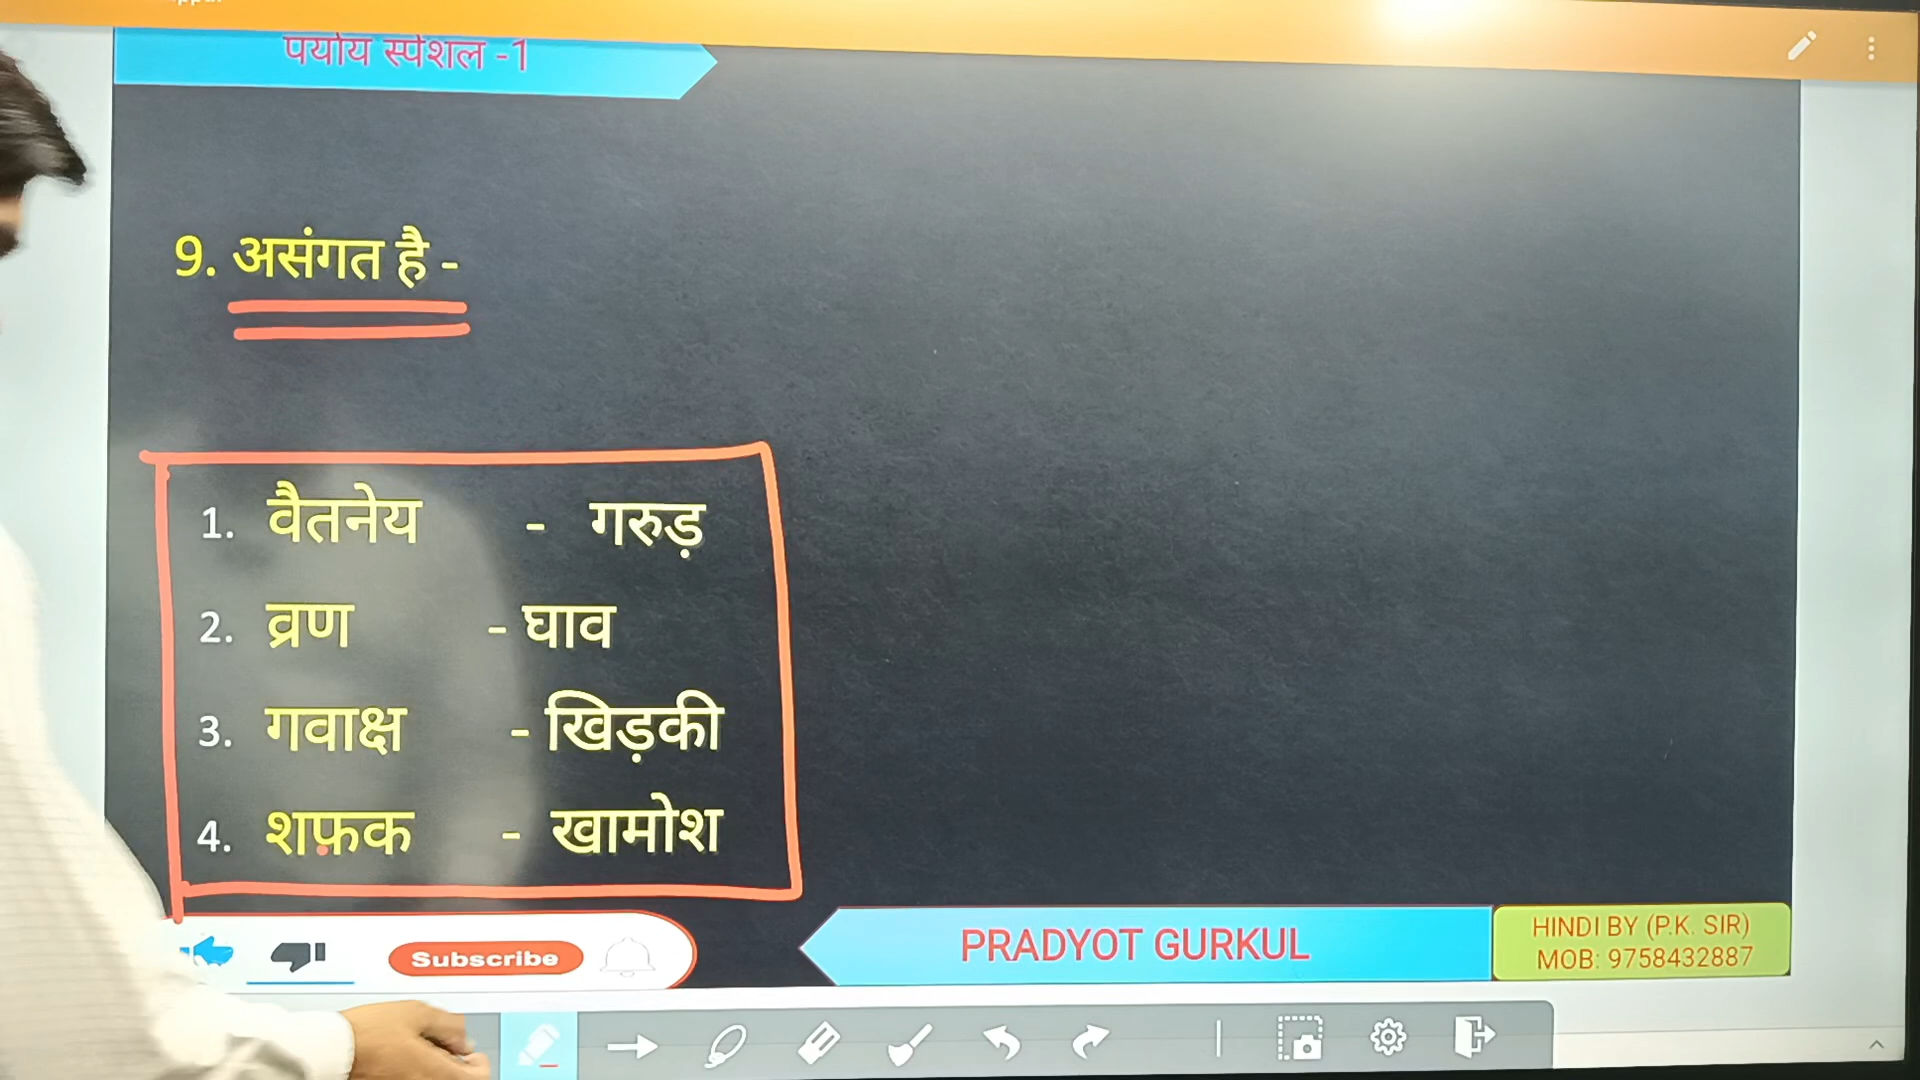 पर्याय स्पेशल -1
9. असंगत है -
1. वैतनेय - गरुड़
2. व्रण - घाव
3. गवाक्ष - खिड़की
4. शफ़क - खामोश
Subscribe
PRADYOT GURKUL
HINDI BY (P.K. SIR)
MOB: 9758432887